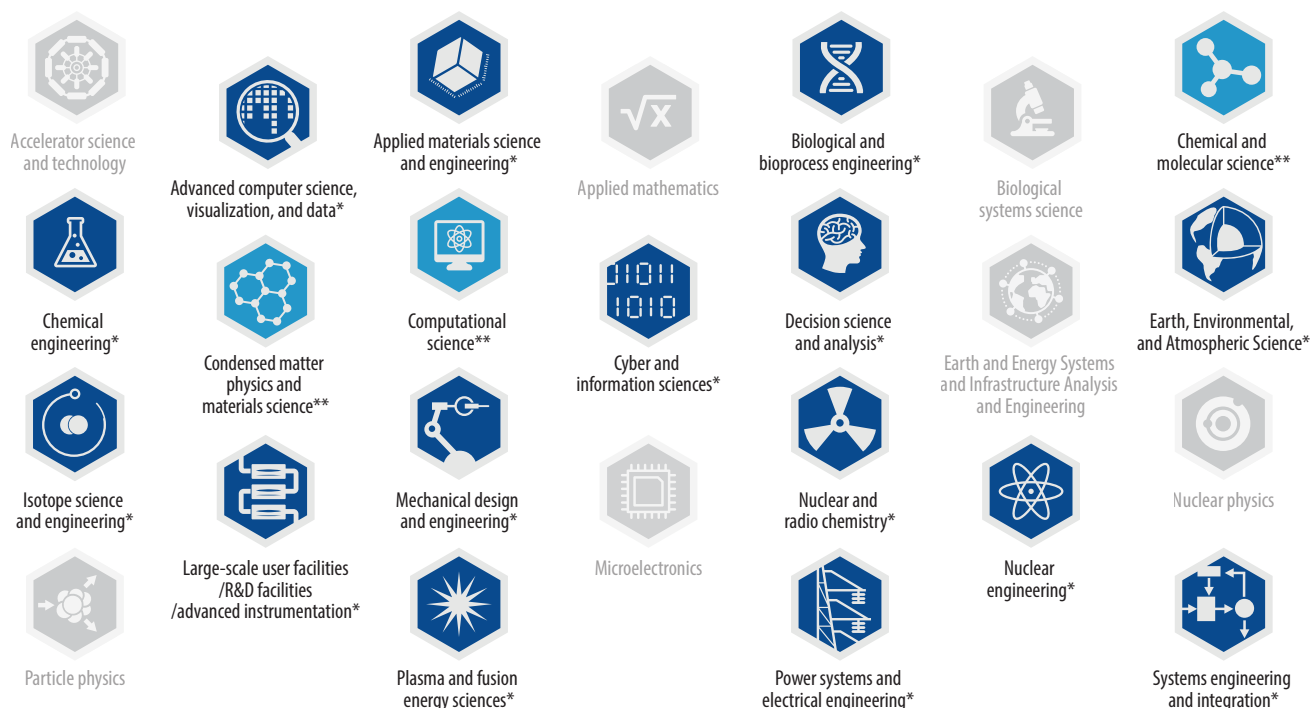 Accelerator science
and technology
Advanced computer science,
visualization, and data*
Applied materials science
and engineering*
√x
Applied mathematics
Biological and
bioprocess engineering*
Biological
systems science
Chemical and
molecular science**
Chemical
engineering*
Condensed matter
physics and
materials science**
Computational
science**
01011
1010
Cyber and
information sciences*
Decision science
and analysis*
Earth and Energy Systems
and Infrastructure Analysis
and Engineering
Earth, Environmental,
and Atmospheric Science*
Isotope science
and engineering*
Large-scale user facilities
/R&D facilities
/advanced instrumentation*
Mechanical design
and engineering*
Microelectronics
Nuclear and
radio chemistry*
Nuclear
engineering*
Nuclear physics
Particle physics
Plasma and fusion
energy sciences*
Power systems and
electrical engineering*
Systems engineering
and integration*